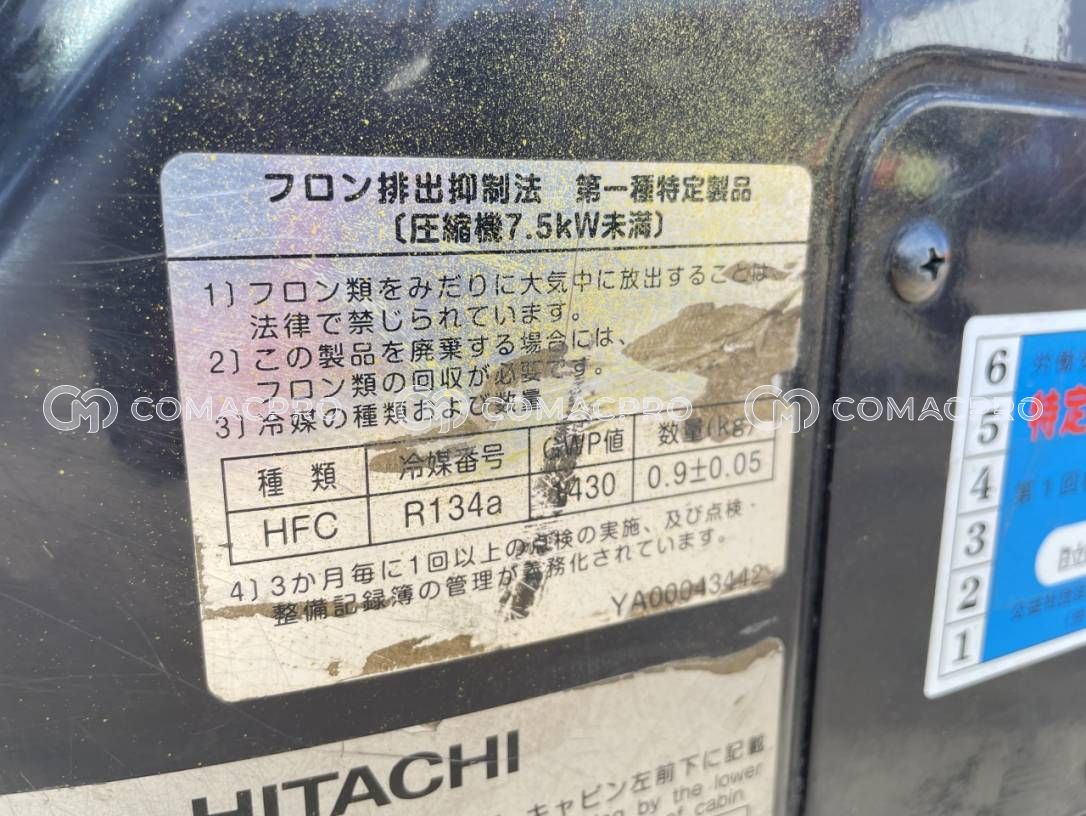 フロン排出抑制法 第一種特定製品
(圧縮機7.5kW未満)
1) フロン類をみだりに大気中に放出することは
法律で禁じられています。
2) この製品を廃棄する場合には、
フロン類の回収が必要です。
3) 冷媒の種類および数量
種 類 冷媒番号 GWP値 数量(kg)
HFC R134a 1430 0.9±0.05
4) 3か月毎に1回以上の点検の実施、及び点検・
整備記録簿の管理が義務化されています。
YA00043442
COMACPRO COMACPRO COMACPRO
HITACHI
キャビン左前下に記載
by the lower
of cabin
6
5
4
3
2
1
労働
特定
第1回